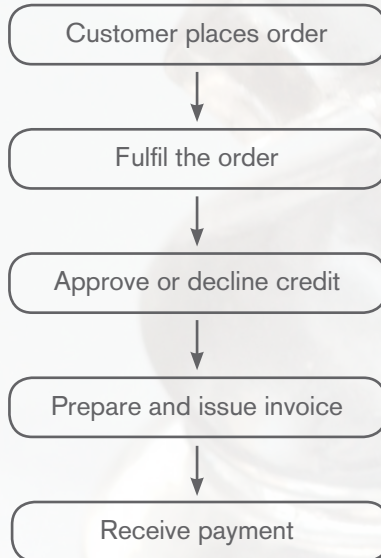 Customer places order
Fulfil the order
Approve or decline credit
Prepare and issue invoice
Receive payment